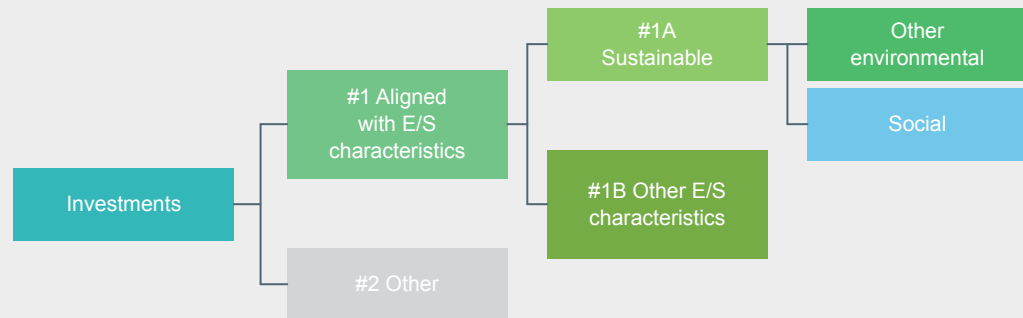 Investments
#1 Aligned
with E/S
characteristics
#2 Other
#1A
Sustainable
#1B Other E/S
characteristics
Other
environmental
Social